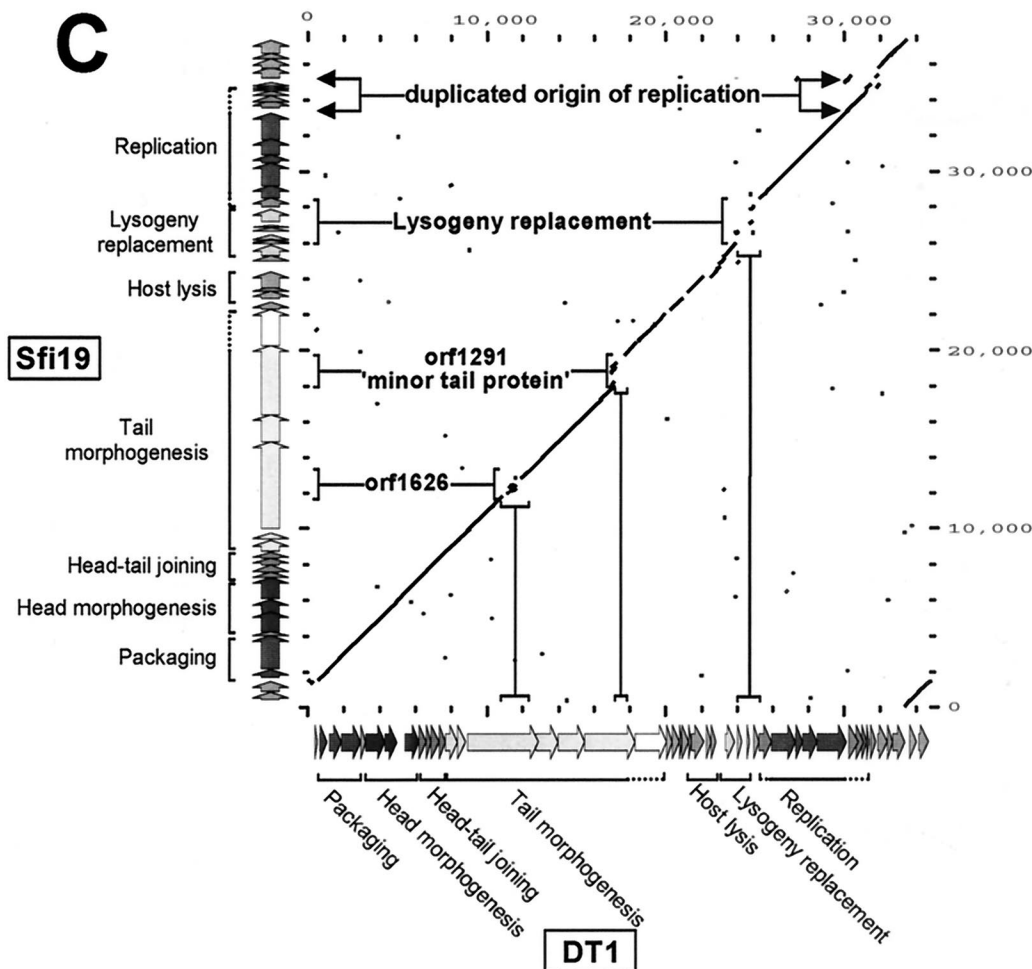 C
0 10,000 20,000 30,000
duplicated origin of replication
Replication
30,000
Lysogeny
replacement
Lysogeny replacement
Host lysis
Sfi19
20,000
orf1291
'minor tail protein'
Tail
morphogenesis
orf1626
10,000
Head-tail joining
Head morphogenesis
Packaging
0
Packaging
Head morphogenesis
Head-tail joining
Tail morphogenesis
Host lysis
Lysogeny replacement
Replication
DT1